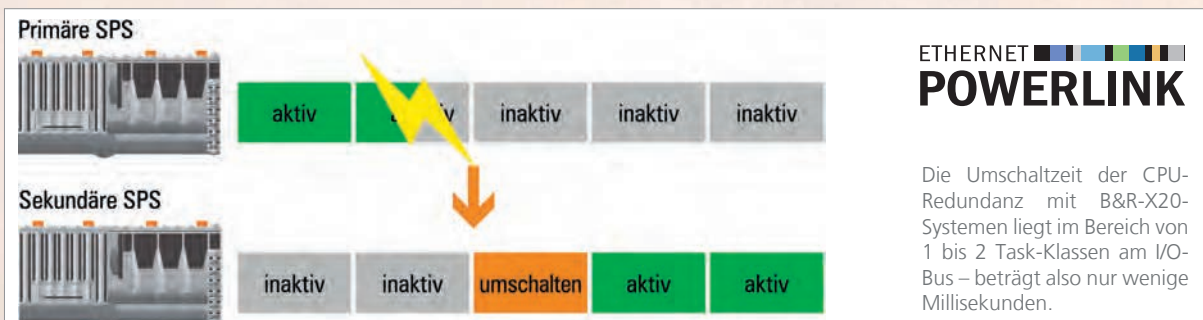 Primäre SPS
aktiv
inaktiv
inaktiv
inaktiv
Sekundäre SPS
inaktiv
inaktiv
umschalten
aktiv
aktiv
ETHERNET
POWERLINK
Die Umschaltzeit der CPU-
Redundanz mit B&R-X20-
Systemen liegt im Bereich von
1 bis 2 Task-Klassen am I/O-
Bus – beträgt also nur wenige
Millisekunden.